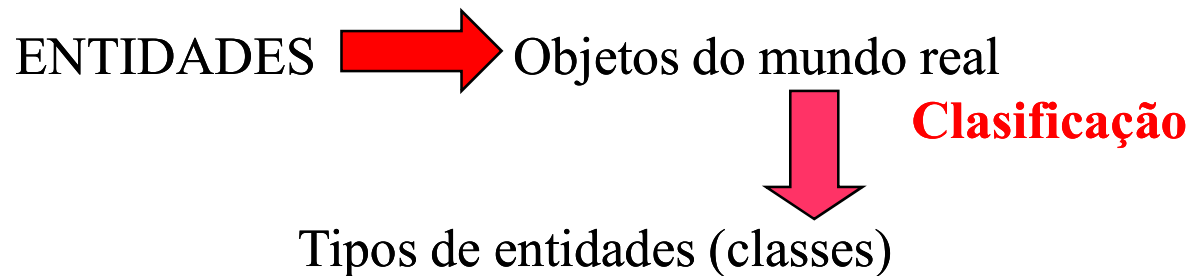 ENTIDADES Objetos do mundo real
Clasificação
Tipos de entidades (classes)